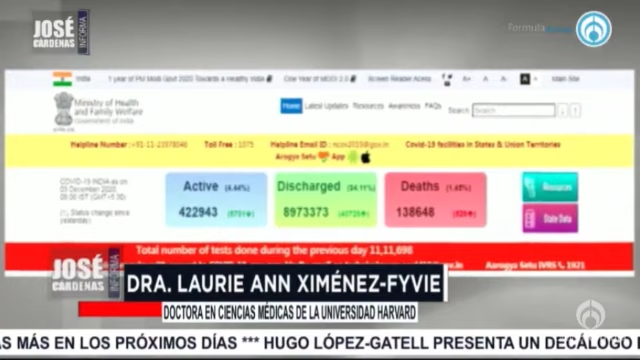 JOSÉ
CÁRDENAS
INFORMA
Formula
India
1 year of PM Modi Govt 2020 Towards a Healthy India
One Year of MODI 2.0
Screen Reader Access
A+
A-
A
A
Main Site
Ministry of Health
and Family Welfare
Government of India
Home
Latest Updates
Resources
Awareness
FAQs
Search
Helpline Number : +91-11-23978046
Toll Free : 1075
Helpline Email ID :
Covid-19 facilities in States & Union Territories
Aarogya Setu
App
COVID-19 INDIA as on
03 December 2020
Status change since
yesterday
Active (4.44%)
422943
Discharged (94.11%)
8973373
Deaths (1.45%)
138648
Resources
State Data
Total number of tests done during the previous day 11,11,698
Aarogya Setu IVRS
1921
JOSÉ
CÁRDENAS
INFORMA
DRA. LAURIE ANN XIMÉNEZ-FYVIE
DOCTORA EN CIENCIAS MÉDICAS DE LA UNIVERSIDAD HARVARD
AS MÁS EN LOS PRÓXIMOS DÍAS *** HUGO LÓPEZ-GATELL PRESENTA UN DECÁLOGO